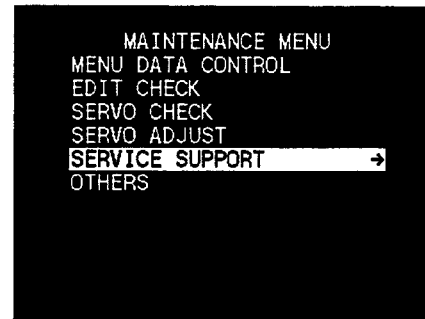 MAINTENANCE MENU
MENU DATA CONTROL
EDIT CHECK
SERVO CHECK
SERVO ADJUST
SERVICE SUPPORT →
OTHERS